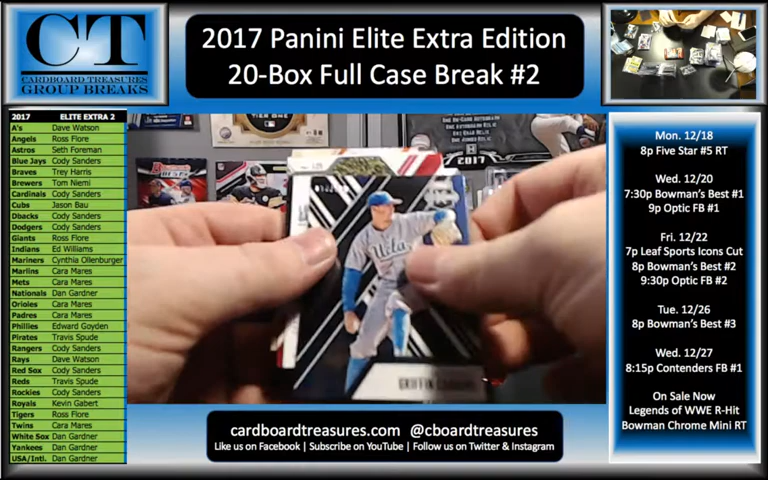 CT
CARDBOARD TREASURES
GROUP BREAKS
2017 Panini Elite Extra Edition
20-Box Full Case Break #2
2017 ELITE EXTRA 2
A's Dave Watson
Angels Ross Flore
Astros Seth Foreman
Blue Jays Cody Sanders
Braves Trey Harris
Brewers Tom Niemi
Cardinals Cody Sanders
Cubs Jason Bau
Dbacks Cody Sanders
Dodgers Cody Sanders
Giants Ross Flore
Indians Ed Williams
Mariners Cynthia Ollenburger
Marlins Cara Mares
Mets Cara Mares
Nationals Dan Gardner
Orioles Cara Mares
Padres Cara Mares
Phillies Edward Goyden
Pirates Travis Spude
Rangers Cody Sanders
Rays Dave Watson
Red Sox Cody Sanders
Reds Travis Spude
Rockies Cody Sanders
Royals Kevin Gabert
Tigers Ross Flore
Twins Cara Mares
White Sox Dan Gardner
Yankees Dan Gardner
USA/Intl. Dan Gardner
TIER ONE
2017
Ucla
GRIFFIN
Mon. 12/18
8p Five Star #5 RT
Wed. 12/20
7:30p Bowman's Best #1
9p Optic FB #1
Fri. 12/22
7p Leaf Sports Icons Cut
8p Bowman's Best #2
9:30p Optic FB #2
Tue. 12/26
8p Bowman's Best #3
Wed. 12/27
8:15p Contenders FB #1
On Sale Now
Legends of WWE R-Hit
Bowman Chrome Mini RT
cardboardtreasures.com @cboardtreasures
Like us on Facebook | Subscribe on YouTube | Follow us on Twitter & Instagram